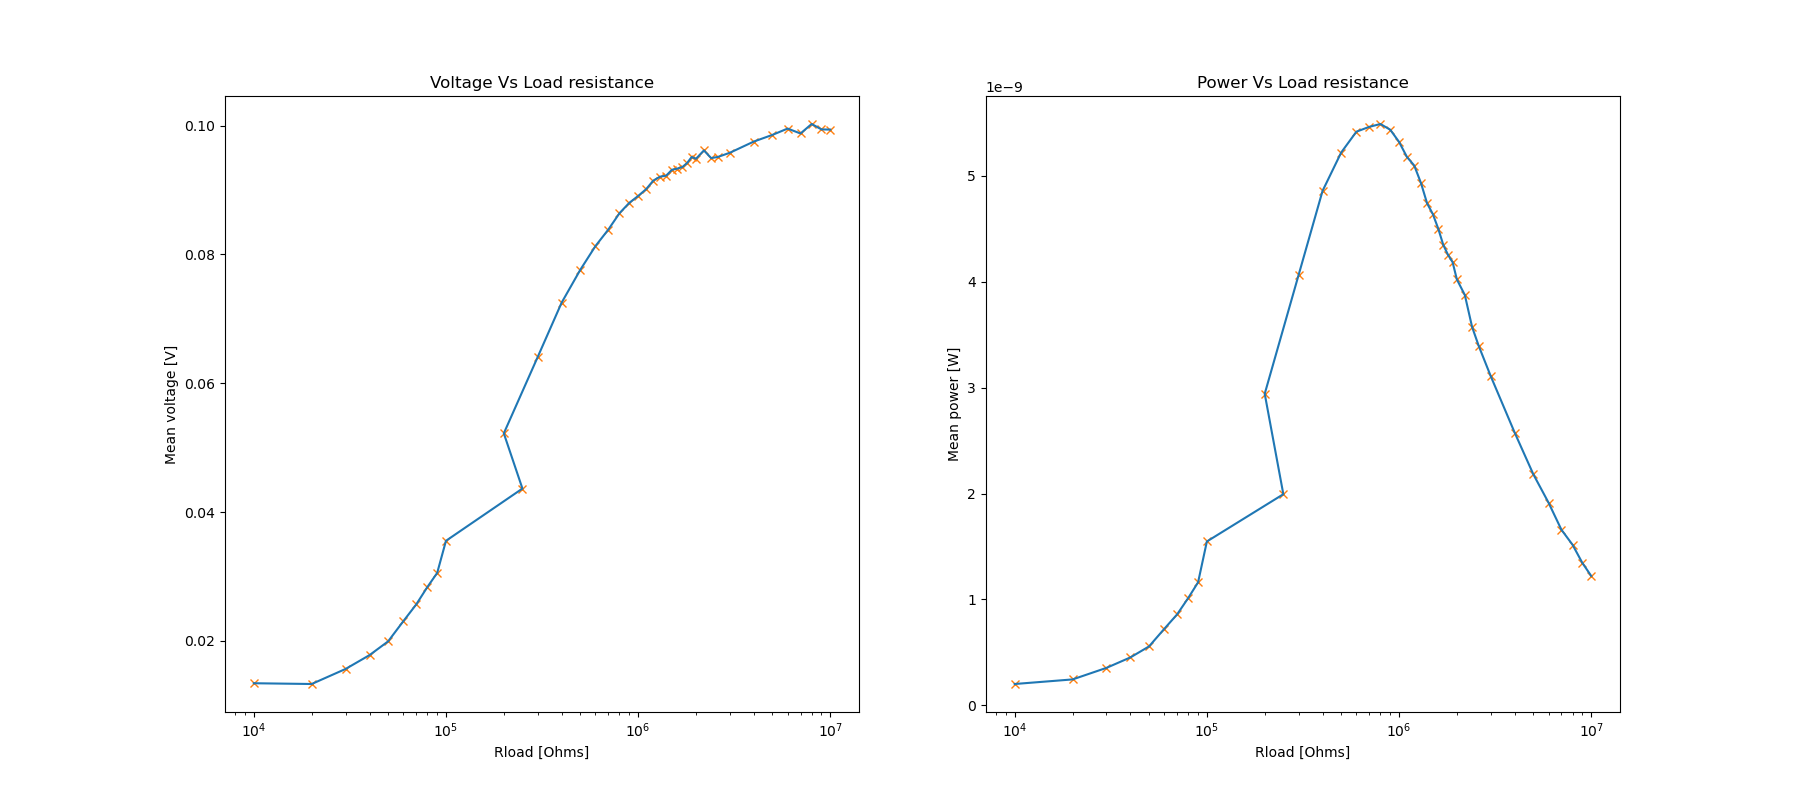 Voltage Vs Load resistance
0.10
0.08
0.06
0.04
0.02
Mean voltage [V]
10⁴ 10⁵ 10⁶ 10⁷
Rload [Ohms]
Power Vs Load resistance
1e−9
5
4
3
2
1
0
Mean power [W]
10⁴ 10⁵ 10⁶ 10⁷
Rload [Ohms]